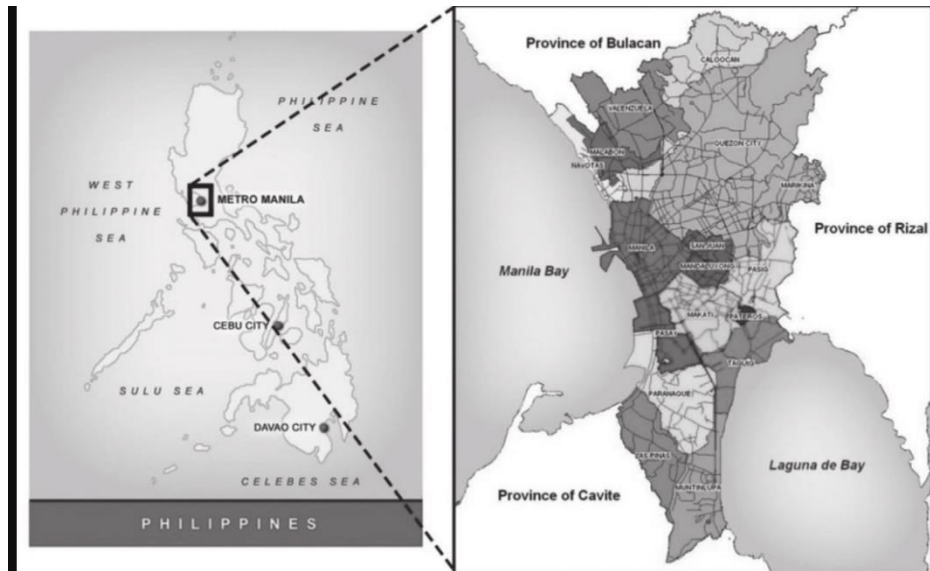 PHILIPPINE
SEA
WEST
PHILIPPINE
SEA
METRO MANILA
CEBU CITY
SULU SEA
DAVAO CITY
CELEBES SEA
PHILIPPINES
Province of Bulacan
CALOOCAN
VALENZUELA
MALABON
NAVOTAS
QUEZON CITY
MARIKINA
Province of Rizal
MANILA
SAN JUAN
MANDALUYONG
PASIG
Manila Bay
MAKATI
PATEROS
PASAY
TAGUIG
PARANAQUE
LAS PINAS
Laguna de Bay
MUNTINLUPA
Province of Cavite